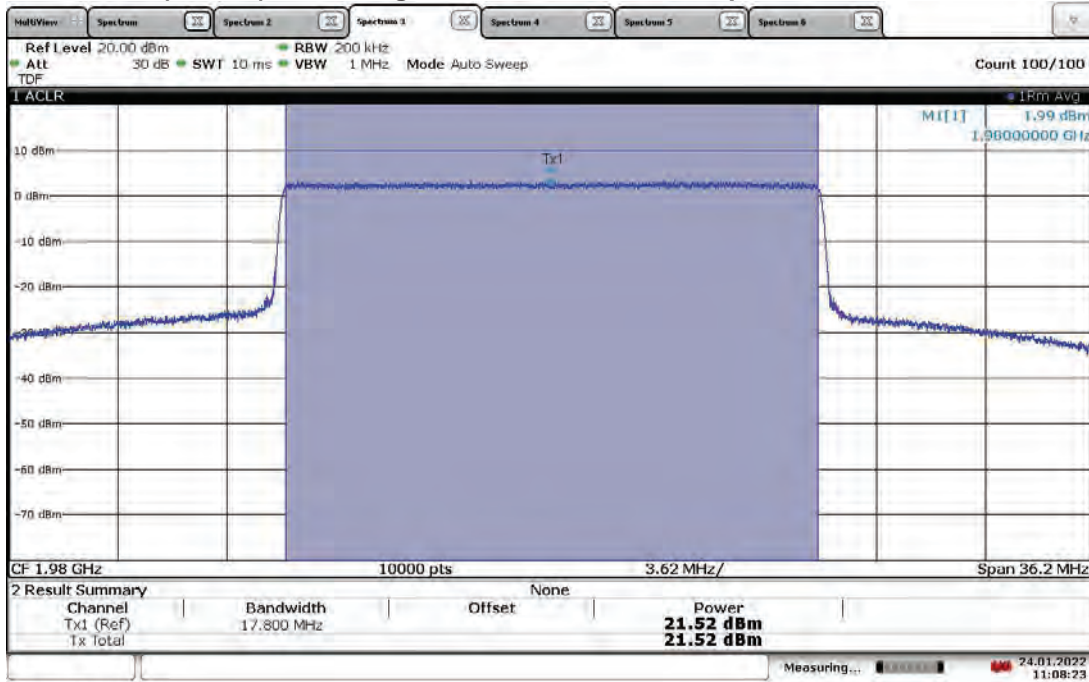 MultiView Spectrum Spectrum 2 Spectrum 3 Spectrum 4 Spectrum 5 Spectrum 6
Ref Level 20.00 dBm RBW 200 kHz
Att 30 dB SWT 10 ms VBW 1 MHz Mode Auto Sweep Count 100/100
TDF
1 ACLR 1Rm Avg
M1[1] 1.99 dBm
1.98000000 GHz
10 dBm
Tx1
0 dBm
-10 dBm
-20 dBm
-30 dBm
-40 dBm
-50 dBm
-60 dBm
-70 dBm
CF 1.98 GHz 10000 pts 3.62 MHz/ Span 36.2 MHz
2 Result Summary None
Channel Bandwidth Offset Power
Tx1 (Ref) 17.800 MHz 21.52 dBm
Tx Total 21.52 dBm
Measuring... 24.01.2022
11:08:23